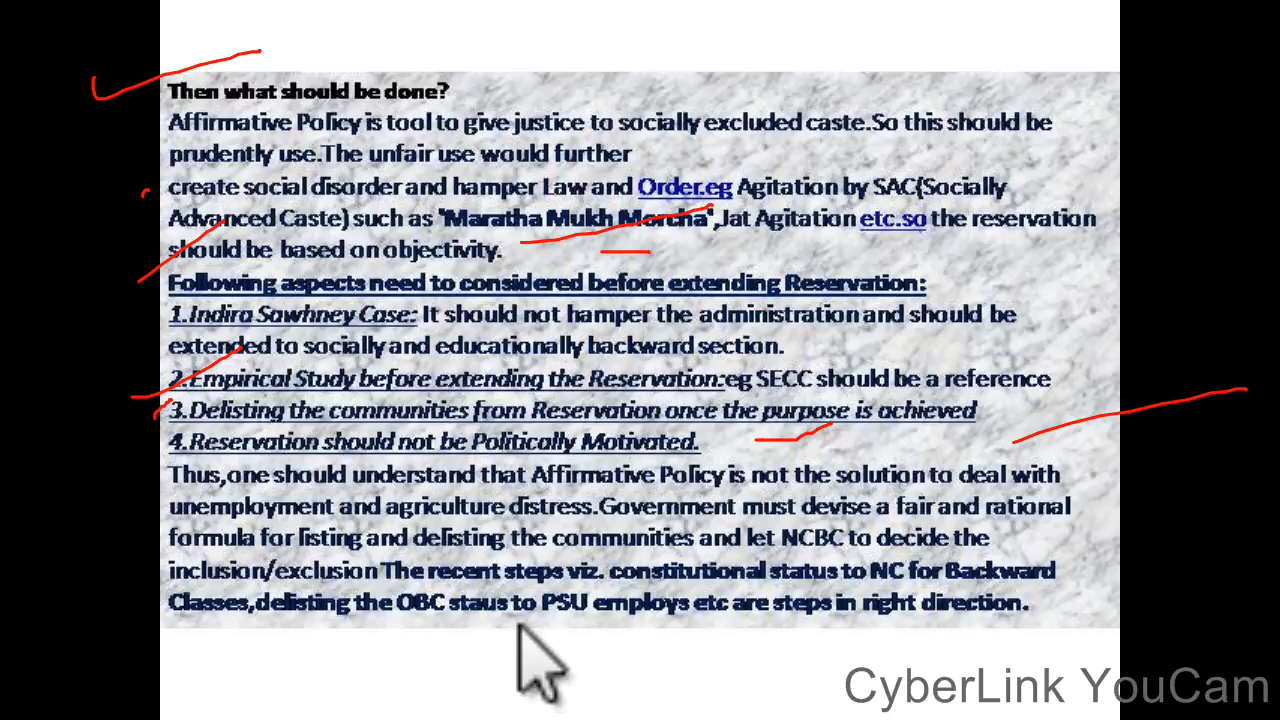 Then what should be done?
Affirmative Policy is tool to give justice to socially excluded caste.So this should be
prudently use.The unfair use would further
create social disorder and hamper Law and Order.eg Agitation by SAC(Socially
Advanced Caste) such as 'Maratha Mukh Morcha',Jat Agitation etc.so the reservation
should be based on objectivity.
Following aspects need to considered before extending Reservation:
1.Indira Sawhney Case: It should not hamper the administration and should be
extended to socially and educationally backward section.
2.Empirical Study before extending the Reservation:eg SECC should be a reference
3.Delisting the communities from Reservation once the purpose is achieved
4.Reservation should not be Politically Motivated.
Thus,one should understand that Affirmative Policy is not the solution to deal with
unemployment and agriculture distress.Government must devise a fair and rational
formula for listing and delisting the communities and let NCBC to decide the
inclusion/exclusion The recent steps viz. constitutional status to NC for Backward
Classes,delisting the OBC staus to PSU employs etc are steps in right direction.
CyberLink YouCam